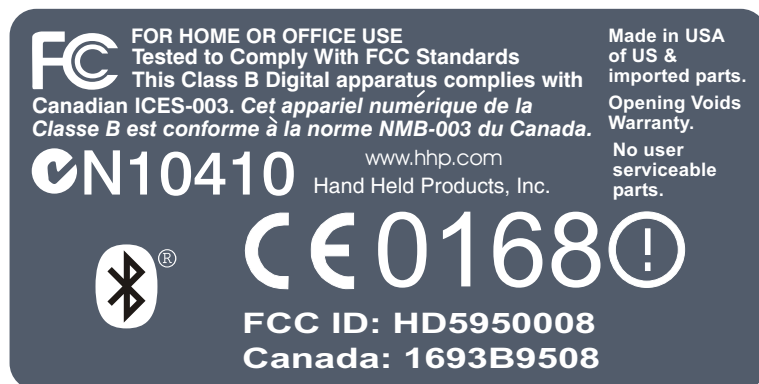 FC FOR HOME OR OFFICE USE
Tested to Comply With FCC Standards
This Class B Digital apparatus complies with
Canadian ICES-003. Cet appareil numérique de la
Classe B est conforme à la norme NMB-003 du Canada.
N10410
www.hhp.com
Hand Held Products, Inc.
Made in USA
of US &
imported parts.
Opening Voids
Warranty.
No user
serviceable
parts.
®
CE0168!
FCC ID: HD5950008
Canada: 1693B9508